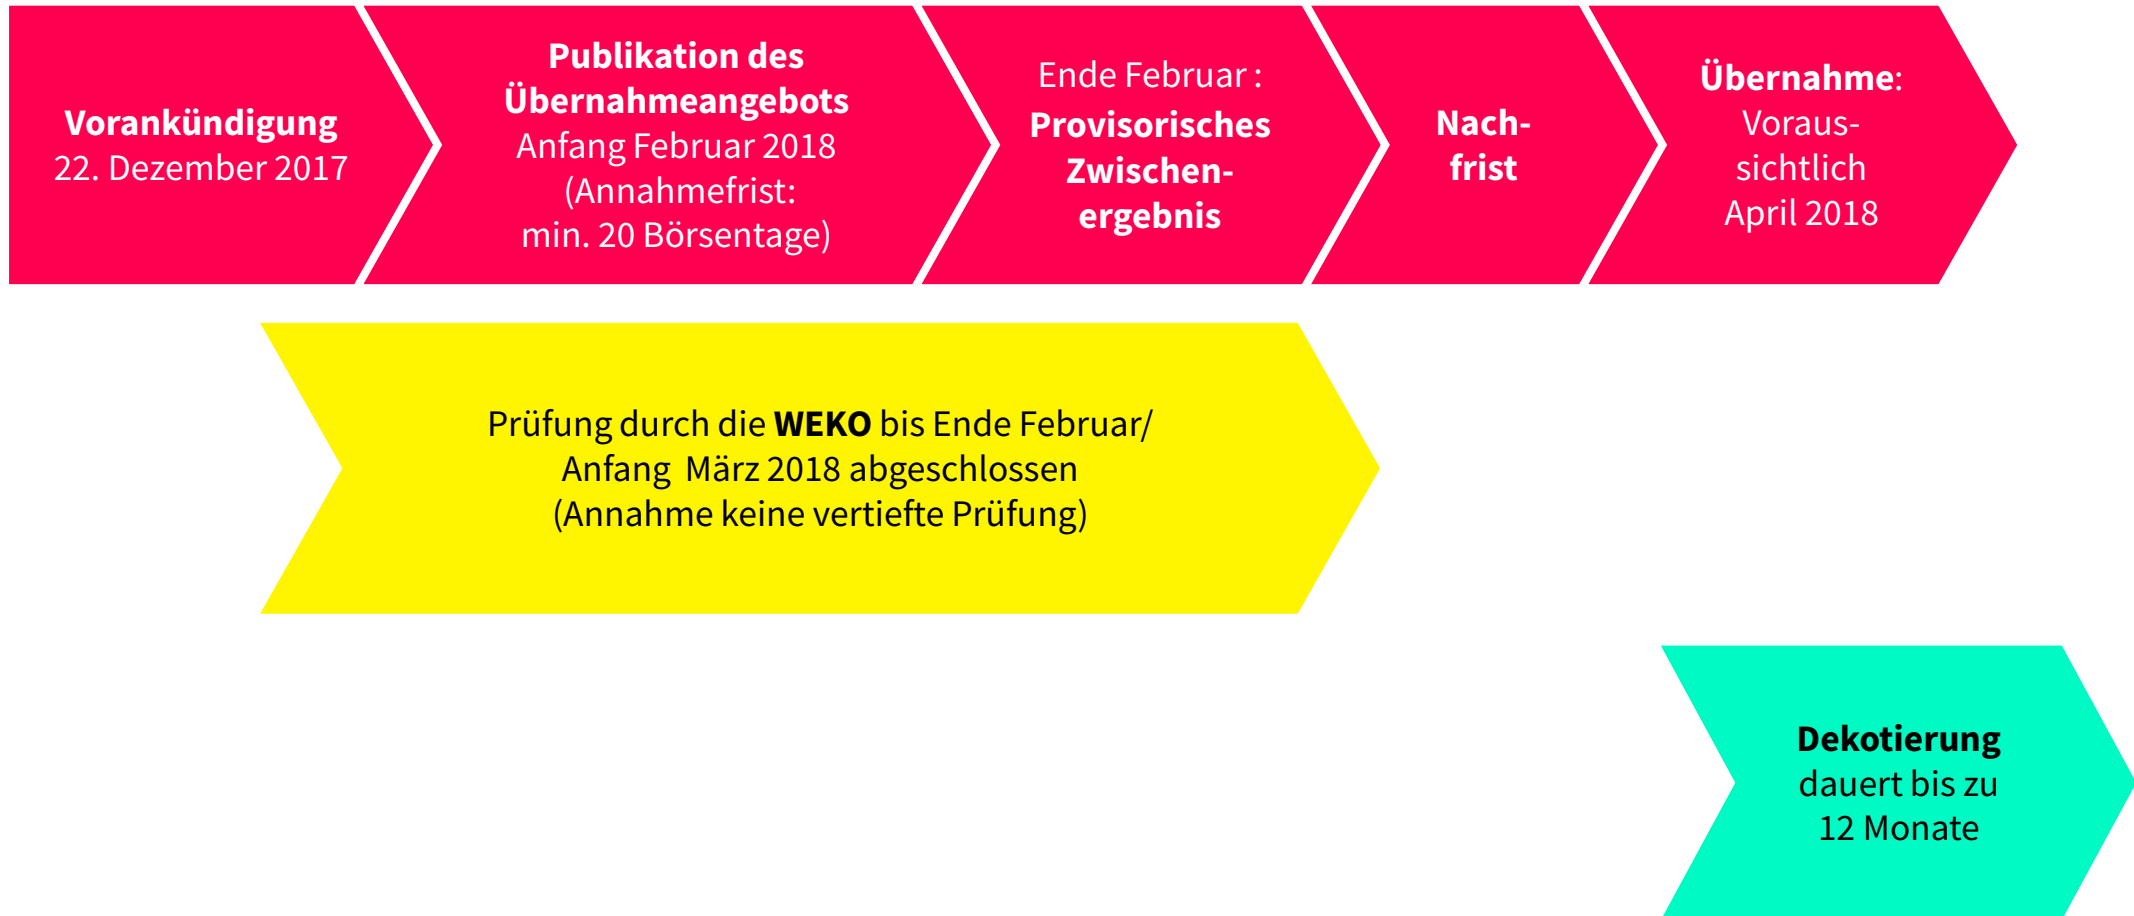 Vorankündigung
22. Dezember 2017
Publikation des
Übernahmeangebots
Anfang Februar 2018
(Annahmefrist:
min. 20 Börsentage)
Ende Februar :
Provisorisches
Zwischen-
ergebnis
Nach-
frist
Übernahme:
Voraus-
sichtlich
April 2018
Prüfung durch die WEKO bis Ende Februar/
Anfang  März 2018 abgeschlossen
(Annahme keine vertiefte Prüfung)
Dekotierung
dauert bis zu
12 Monate